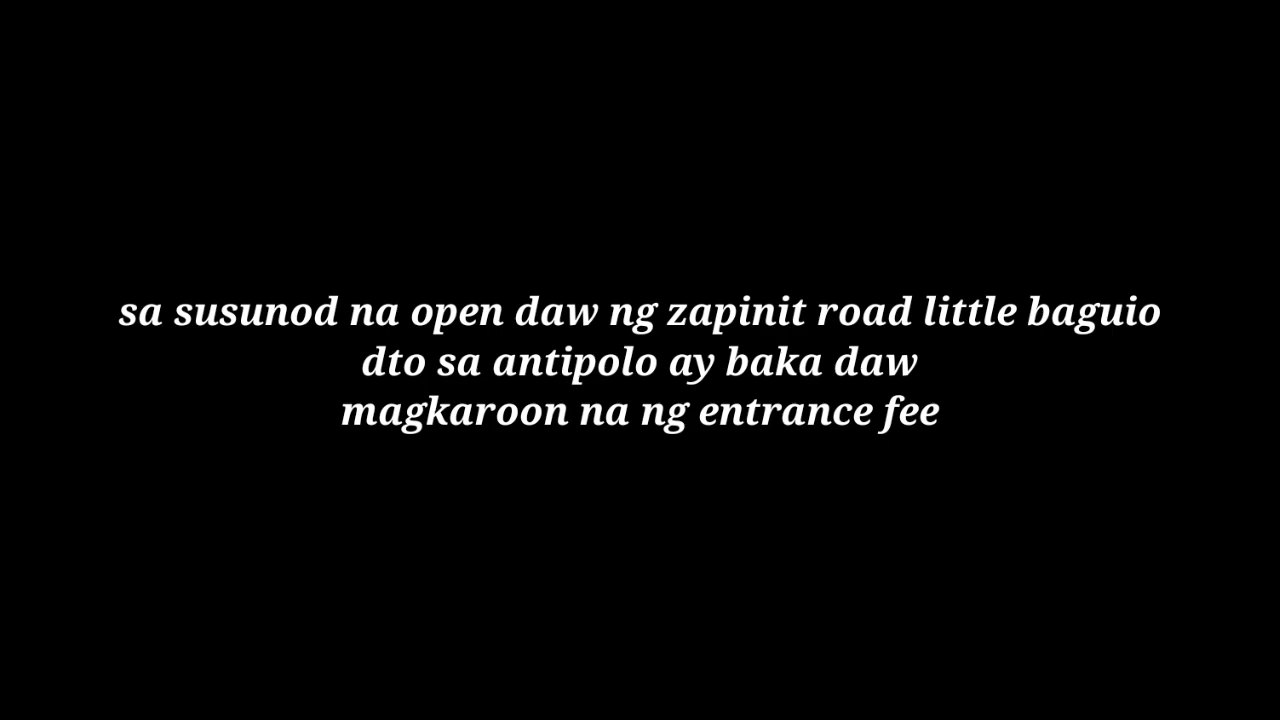 sa susunod na open daw ng zapinit road little baguio
dto sa antipolo ay baka daw
magkaroon na ng entrance fee